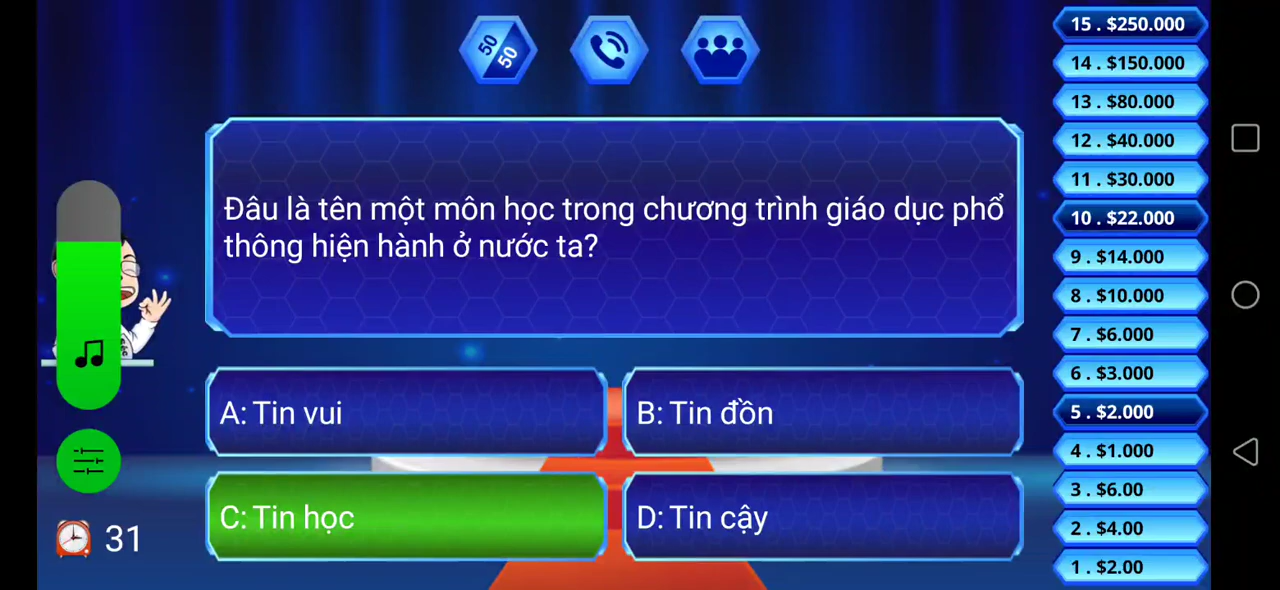 50
50
Đâu là tên một môn học trong chương trình giáo dục phổ
thông hiện hành ở nước ta?
A: Tin vui
B: Tin đồn
C: Tin học
D: Tin cậy
31
15 . $250.000
14 . $150.000
13 . $80.000
12 . $40.000
11 . $30.000
10 . $22.000
9 . $14.000
8 . $10.000
7 . $6.000
6 . $3.000
5 . $2.000
4 . $1.000
3 . $6.00
2 . $4.00
1 . $2.00